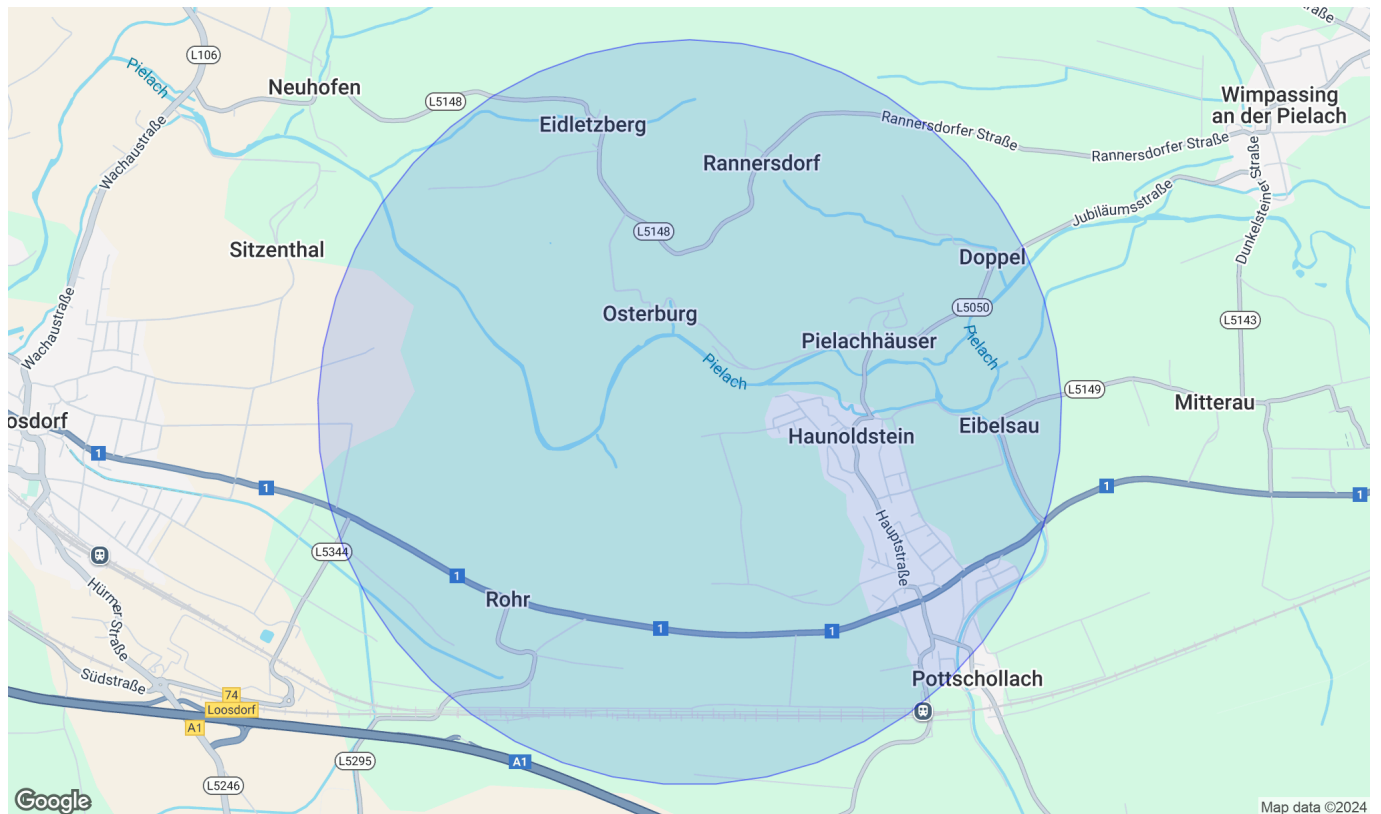 raße
L106
Pielach
Neuhofen
L5148
Wimpassing
an der Pielach
Eidletzberg
Rannersdorfer Straße
Rannersdorfer Straße
Wachaustraße
Rannersdorf
Dunkelsteiner Straße
Jubiläumsstraße
L5148
Sitzenthal
Doppel
Wachaustraße
L5050
Osterburg
L5143
Pielachhäuser
Pielach
Pielach
L5149
Mitterau
osdorf
Haunoldstein
Eibelsau
1
1
1
1
Hauptstraße
L5344
1
Rohr
Hürmer Straße
1
1
Südstraße
Pottschollach
74
Loosdorf
A1
L5295
A1
L5246
Google
Map data ©2024